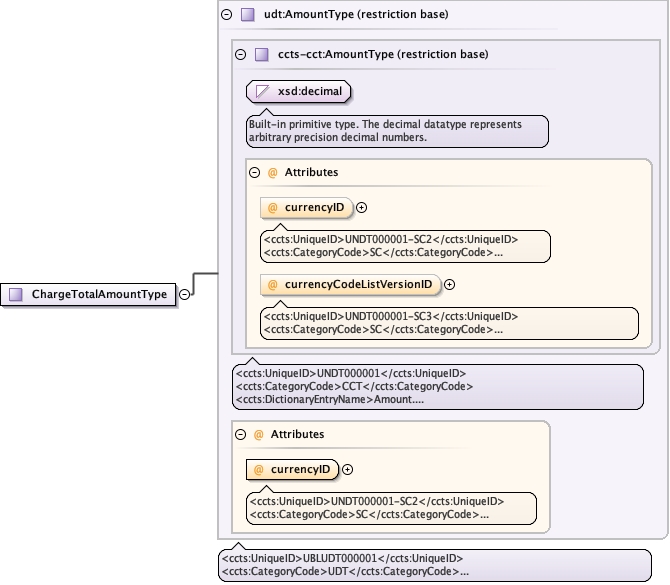 udt:AmountType (restriction base)
ccts-cct:AmountType (restriction base)
xsd:decimal
Built-in primitive type. The decimal datatype represents
arbitrary precision decimal numbers.
@ Attributes
@ currencyID
<ccts:UniqueID>UNDT000001-SC2</ccts:UniqueID>
<ccts:CategoryCode>SC</ccts:CategoryCode>...
@ currencyCodeListVersionID
<ccts:UniqueID>UNDT000001-SC3</ccts:UniqueID>
<ccts:CategoryCode>SC</ccts:CategoryCode>...
ChargeTotalAmountType
<ccts:UniqueID>UNDT000001</ccts:UniqueID>
<ccts:CategoryCode>CCT</ccts:CategoryCode>
<ccts:DictionaryEntryName>Amount....
@ Attributes
@ currencyID
<ccts:UniqueID>UNDT000001-SC2</ccts:UniqueID>
<ccts:CategoryCode>SC</ccts:CategoryCode>...
<ccts:UniqueID>UBLUDT000001</ccts:UniqueID>
<ccts:CategoryCode>UDT</ccts:CategoryCode>...